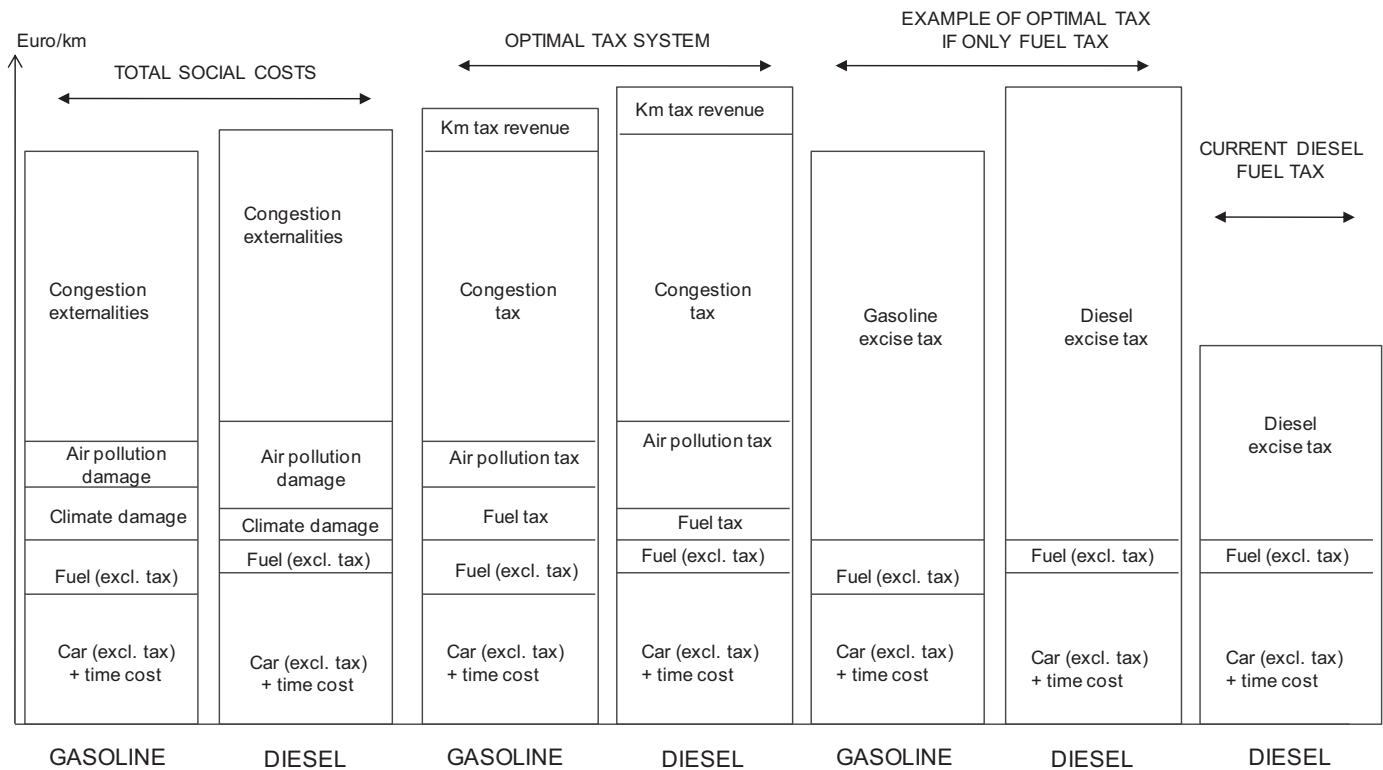 Euro/km
TOTAL SOCIAL COSTS
OPTIMAL TAX SYSTEM
EXAMPLE OF OPTIMAL TAX
IF ONLY FUEL TAX
CURRENT DIESEL
FUEL TAX
Congestion
externalities
Air pollution
damage
Climate damage
Fuel (excl. tax)
Car (excl. tax)
+ time cost
GASOLINE
Congestion
externalities
Air pollution
damage
Climate damage
Fuel (excl. tax)
Car (excl. tax)
+ time cost
DIESEL
Km tax revenue
Congestion
tax
Air pollution tax
Fuel tax
Fuel (excl. tax)
Car (excl. tax)
+ time cost
GASOLINE
Km tax revenue
Congestion
tax
Air pollution tax
Fuel tax
Fuel (excl. tax)
Car (excl. tax)
+ time cost
DIESEL
Gasoline
excise tax
Fuel (excl. tax)
Car (excl. tax)
+ time cost
GASOLINE
Diesel
excise tax
Fuel (excl. tax)
Car (excl. tax)
+ time cost
DIESEL
Diesel
excise tax
Fuel (excl. tax)
Car (excl. tax)
+ time cost
DIESEL